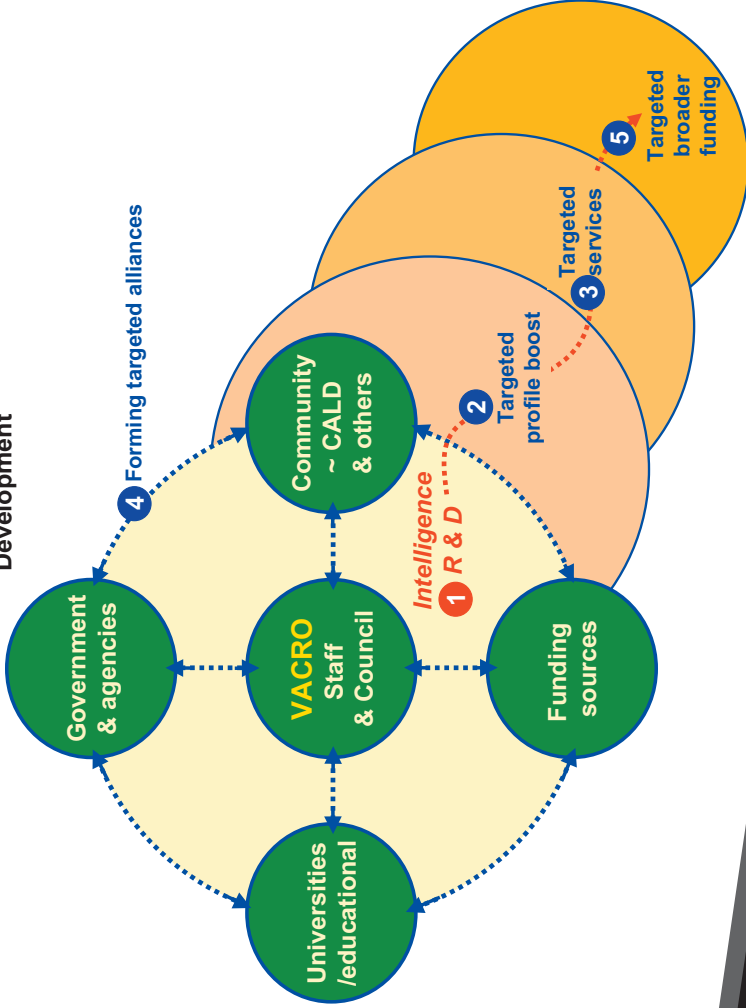 Development
4 Forming targeted alliances
Government
& agencies
Universities
/educational
VACRO
Staff
& Council
Community
~ CALD
& others
Funding
sources
Intelligence
1 R & D
2
Targeted
profile boost
3
Targeted
services
5
Targeted
broader
funding